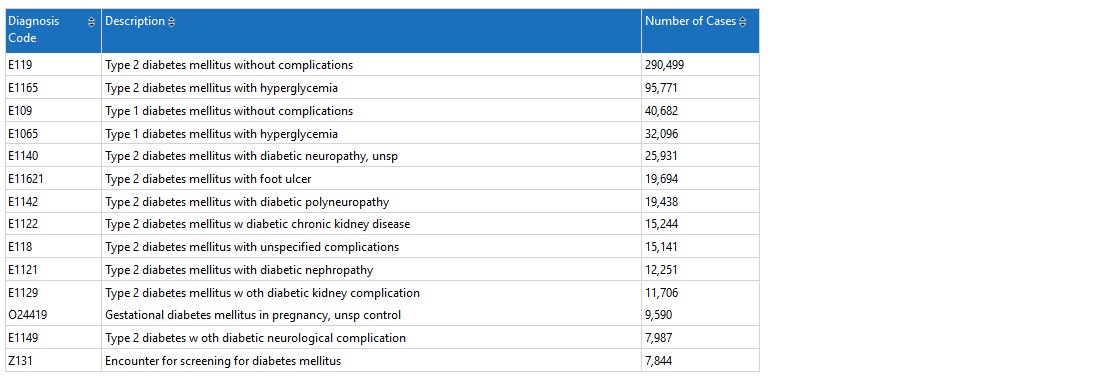 Diagnosis Code Description Number of Cases
E119 Type 2 diabetes mellitus without complications 290,499
E1165 Type 2 diabetes mellitus with hyperglycemia 95,771
E109 Type 1 diabetes mellitus without complications 40,682
E1065 Type 1 diabetes mellitus with hyperglycemia 32,096
E1140 Type 2 diabetes mellitus with diabetic neuropathy, unsp 25,931
E11621 Type 2 diabetes mellitus with foot ulcer 19,694
E1142 Type 2 diabetes mellitus with diabetic polyneuropathy 19,438
E1122 Type 2 diabetes mellitus w diabetic chronic kidney disease 15,244
E118 Type 2 diabetes mellitus with unspecified complications 15,141
E1121 Type 2 diabetes mellitus with diabetic nephropathy 12,251
E1129 Type 2 diabetes mellitus w oth diabetic kidney complication 11,706
O24419 Gestational diabetes mellitus in pregnancy, unsp control 9,590
E1149 Type 2 diabetes w oth diabetic neurological complication 7,987
Z131 Encounter for screening for diabetes mellitus 7,844